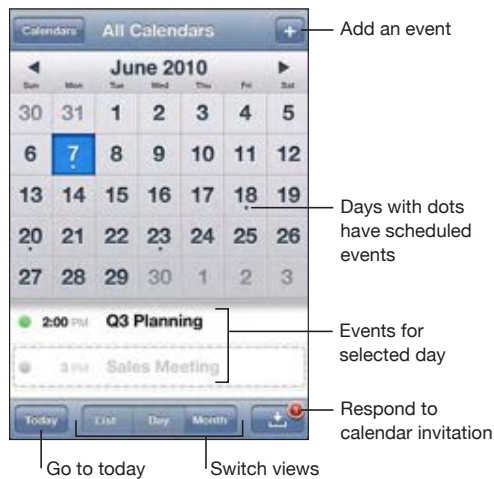 Calendars All Calendars + Add an event
June 2010
Sun Mon Tue Wed Thu Fri Sat
30 31 1 2 3 4 5
6 7 8 9 10 11 12
13 14 15 16 17 18 19
20 21 22 23 24 25 26
27 28 29 30 1 2 3
Days with dots
have scheduled
events
2:00 PM Q3 Planning
3 PM Sales Meeting
Events for
selected day
Today List Day Month
Respond to
calendar invitation
Go to today Switch views